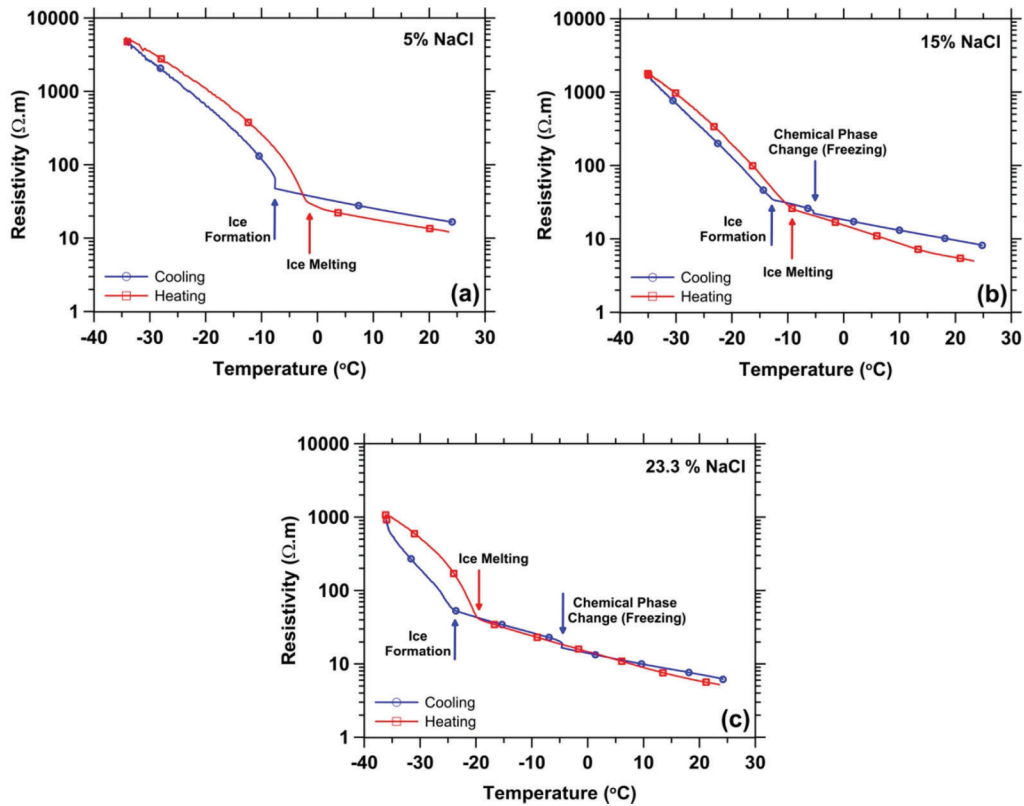 10000
1000
100
10
1
Resistivity (Ω.m)
5% NaCl
Ice
Formation
Ice Melting
Cooling
Heating
(a)
-40 -30 -20 -10 0 10 20 30
Temperature (oC)
10000
1000
100
10
1
Resistivity (Ω.m)
15% NaCl
Chemical Phase
Change (Freezing)
Ice
Formation
Ice Melting
Cooling
Heating
(b)
-40 -30 -20 -10 0 10 20 30
Temperature (oC)
10000
1000
100
10
1
Resistivity (Ω.m)
23.3 % NaCl
Ice Melting
Chemical Phase
Change (Freezing)
Ice
Formation
Cooling
Heating
(c)
-40 -30 -20 -10 0 10 20 30
Temperature (oC)